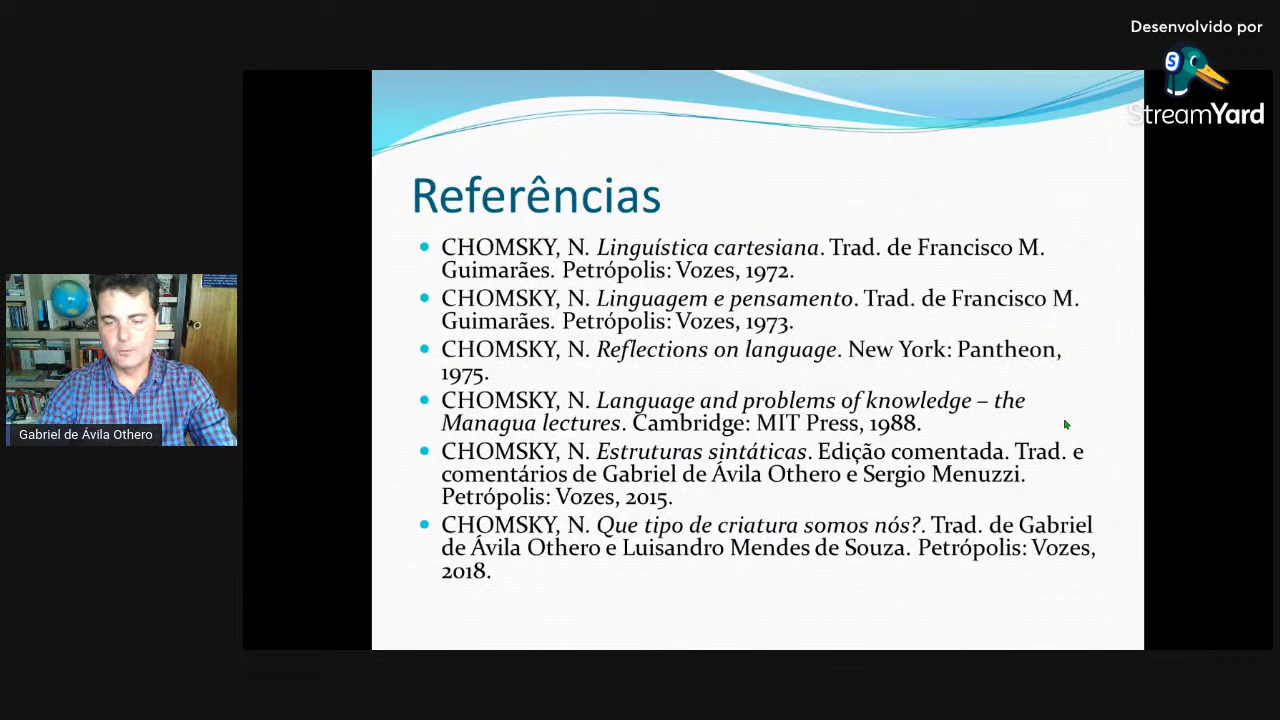 Desenvolvido por
StreamYard
Referências
CHOMSKY, N. Linguística cartesiana. Trad. de Francisco M.
Guimarães. Petrópolis: Vozes, 1972.
CHOMSKY, N. Linguagem e pensamento. Trad. de Francisco M.
Guimarães. Petrópolis: Vozes, 1973.
CHOMSKY, N. Reflections on language. New York: Pantheon,
1975.
CHOMSKY, N. Language and problems of knowledge – the
Managua lectures. Cambridge: MIT Press, 1988.
CHOMSKY, N. Estruturas sintáticas. Edição comentada. Trad. e
comentários de Gabriel de Ávila Othero e Sergio Menuzzi.
Petrópolis: Vozes, 2015.
CHOMSKY, N. Que tipo de criatura somos nós?. Trad. de Gabriel
de Ávila Othero e Luisandro Mendes de Souza. Petrópolis: Vozes,
2018.
Gabriel de Ávila Othero